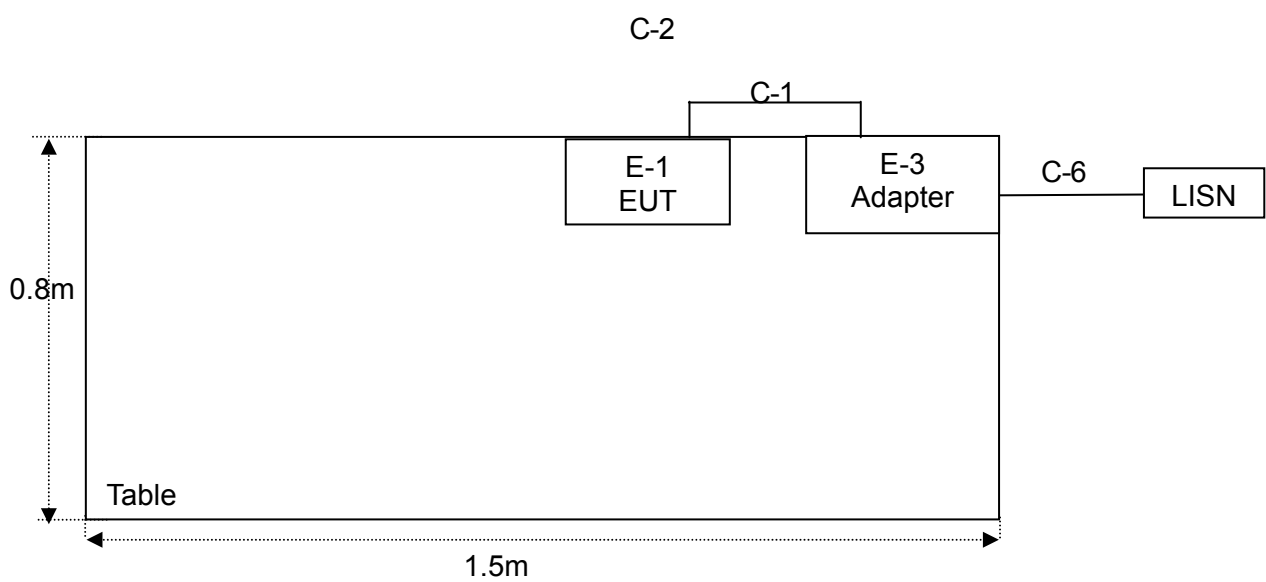 C-2
C-1
E-1
EUT
E-3
Adapter
C-6
LISN
0.8m
Table
1.5m